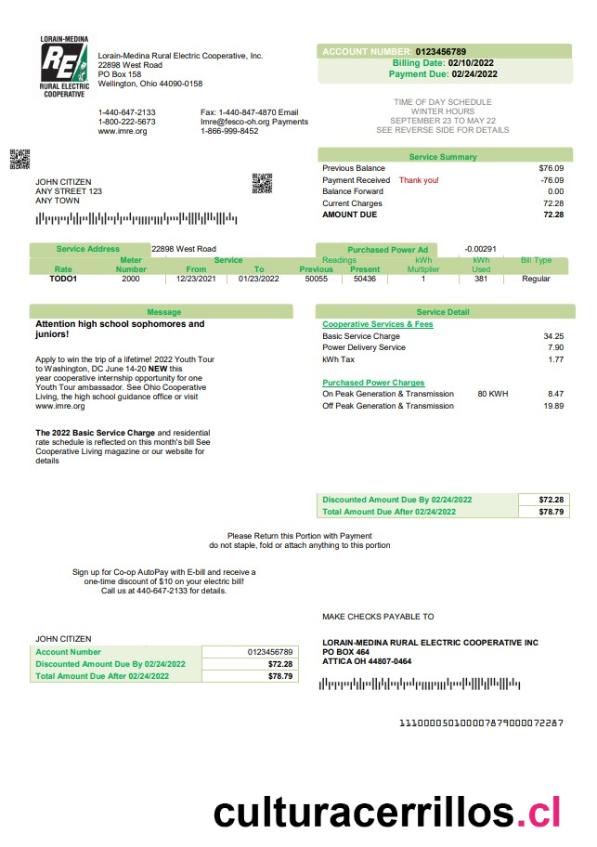 LORAIN-MEDINA
RE
RURAL ELECTRIC
COOPERATIVE
Lorain-Medina Rural Electric Cooperative, Inc.
22898 West Road
PO Box 158
Wellington, Ohio 44090-0158
1-440-647-2133 Fax: 1-440-847-4870 Email
1-800-222-5673 Imre@fesco-oh.org Payments
www.imre.org 1-866-999-8452
ACCOUNT NUMBER: 0123456789
Billing Date: 02/10/2022
Payment Due: 02/24/2022
TIME OF DAY SCHEDULE
WINTER HOURS
SEPTEMBER 23 TO MAY 22
SEE REVERSE SIDE FOR DETAILS
JOHN CITIZEN
ANY STREET 123
ANY TOWN
Service Summary
Previous Balance $76.09
Payment Received Thank you! -76.09
Balance Forward 0.00
Current Charges 72.28
AMOUNT DUE 72.28
Service Address 22898 West Road Purchased Power Ad -0.00291
Meter Service Readings kWh kWh Bill Type
Rate Number From To Previous Present Multiplier Used
TODO1 2000 12/23/2021 01/23/2022 50055 50436 1 381 Regular
Message
Attention high school sophomores and
juniors!
Apply to win the trip of a lifetime! 2022 Youth Tour
to Washington, DC June 14-20 NEW this
year cooperative internship opportunity for one
Youth Tour ambassador. See Ohio Cooperative
Living, the high school guidance office or visit
www.imre.org
The 2022 Basic Service Charge and residential
rate schedule is reflected on this month's bill See
Cooperative Living magazine or our website for
details
Service Detail
Cooperative Services & Fees
Basic Service Charge 34.25
Power Delivery Service 7.90
kWh Tax 1.77
Purchased Power Charges
On Peak Generation & Transmission 80 KWH 8.47
Off Peak Generation & Transmission 19.89
Discounted Amount Due By 02/24/2022 $72.28
Total Amount Due After 02/24/2022 $78.79
Please Return this Portion with Payment
do not staple, fold or attach anything to this portion
Sign up for Co-op AutoPay with E-bill and receive a
one-time discount of $10 on your electric bill!
Call us at 440-647-2133 for details.
MAKE CHECKS PAYABLE TO
JOHN CITIZEN
Account Number 0123456789
Discounted Amount Due By 02/24/2022 $72.28
Total Amount Due After 02/24/2022 $78.79
LORAIN-MEDINA RURAL ELECTRIC COOPERATIVE INC
PO BOX 464
ATTICA OH 44807-0464
111000050100007879000072287
culturacerrillos.cl